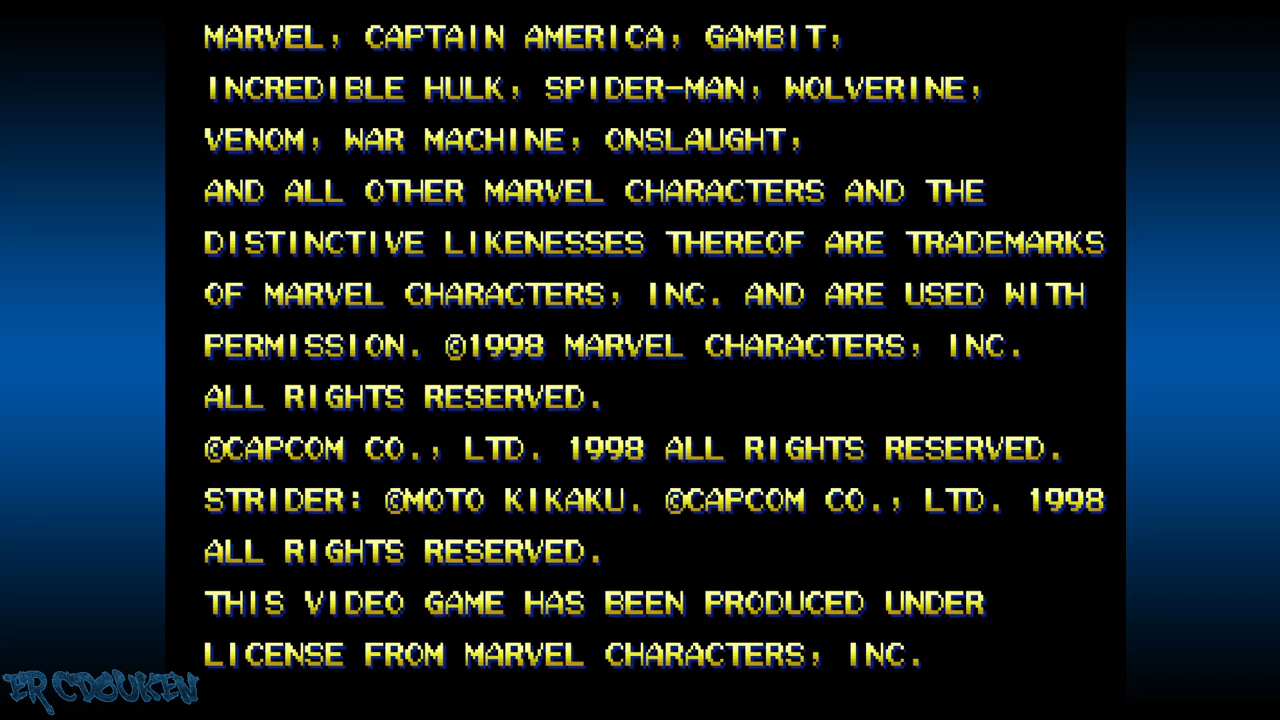 MARVEL, CAPTAIN AMERICA, GAMBIT,
INCREDIBLE HULK, SPIDER-MAN, WOLVERINE,
VENOM, WAR MACHINE, ONSLAUGHT,
AND ALL OTHER MARVEL CHARACTERS AND THE
DISTINCTIVE LIKENESSES THEREOF ARE TRADEMARKS
OF MARVEL CHARACTERS, INC. AND ARE USED WITH
PERMISSION. ©1998 MARVEL CHARACTERS, INC.
ALL RIGHTS RESERVED.
©CAPCOM CO., LTD. 1998 ALL RIGHTS RESERVED.
STRIDER: ©MOTO KIKAKU. ©CAPCOM CO., LTD. 1998
ALL RIGHTS RESERVED.
THIS VIDEO GAME HAS BEEN PRODUCED UNDER
LICENSE FROM MARVEL CHARACTERS, INC.